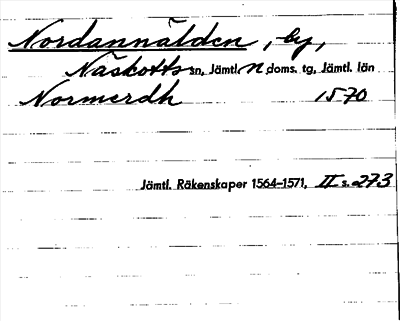 Nordannälden, by,
Näskotts sn, Jämtl. N. doms. tg, Jämtl. län
Normerdh 1570
Jämtl. Räkenskaper 1564–1571, II s. 273